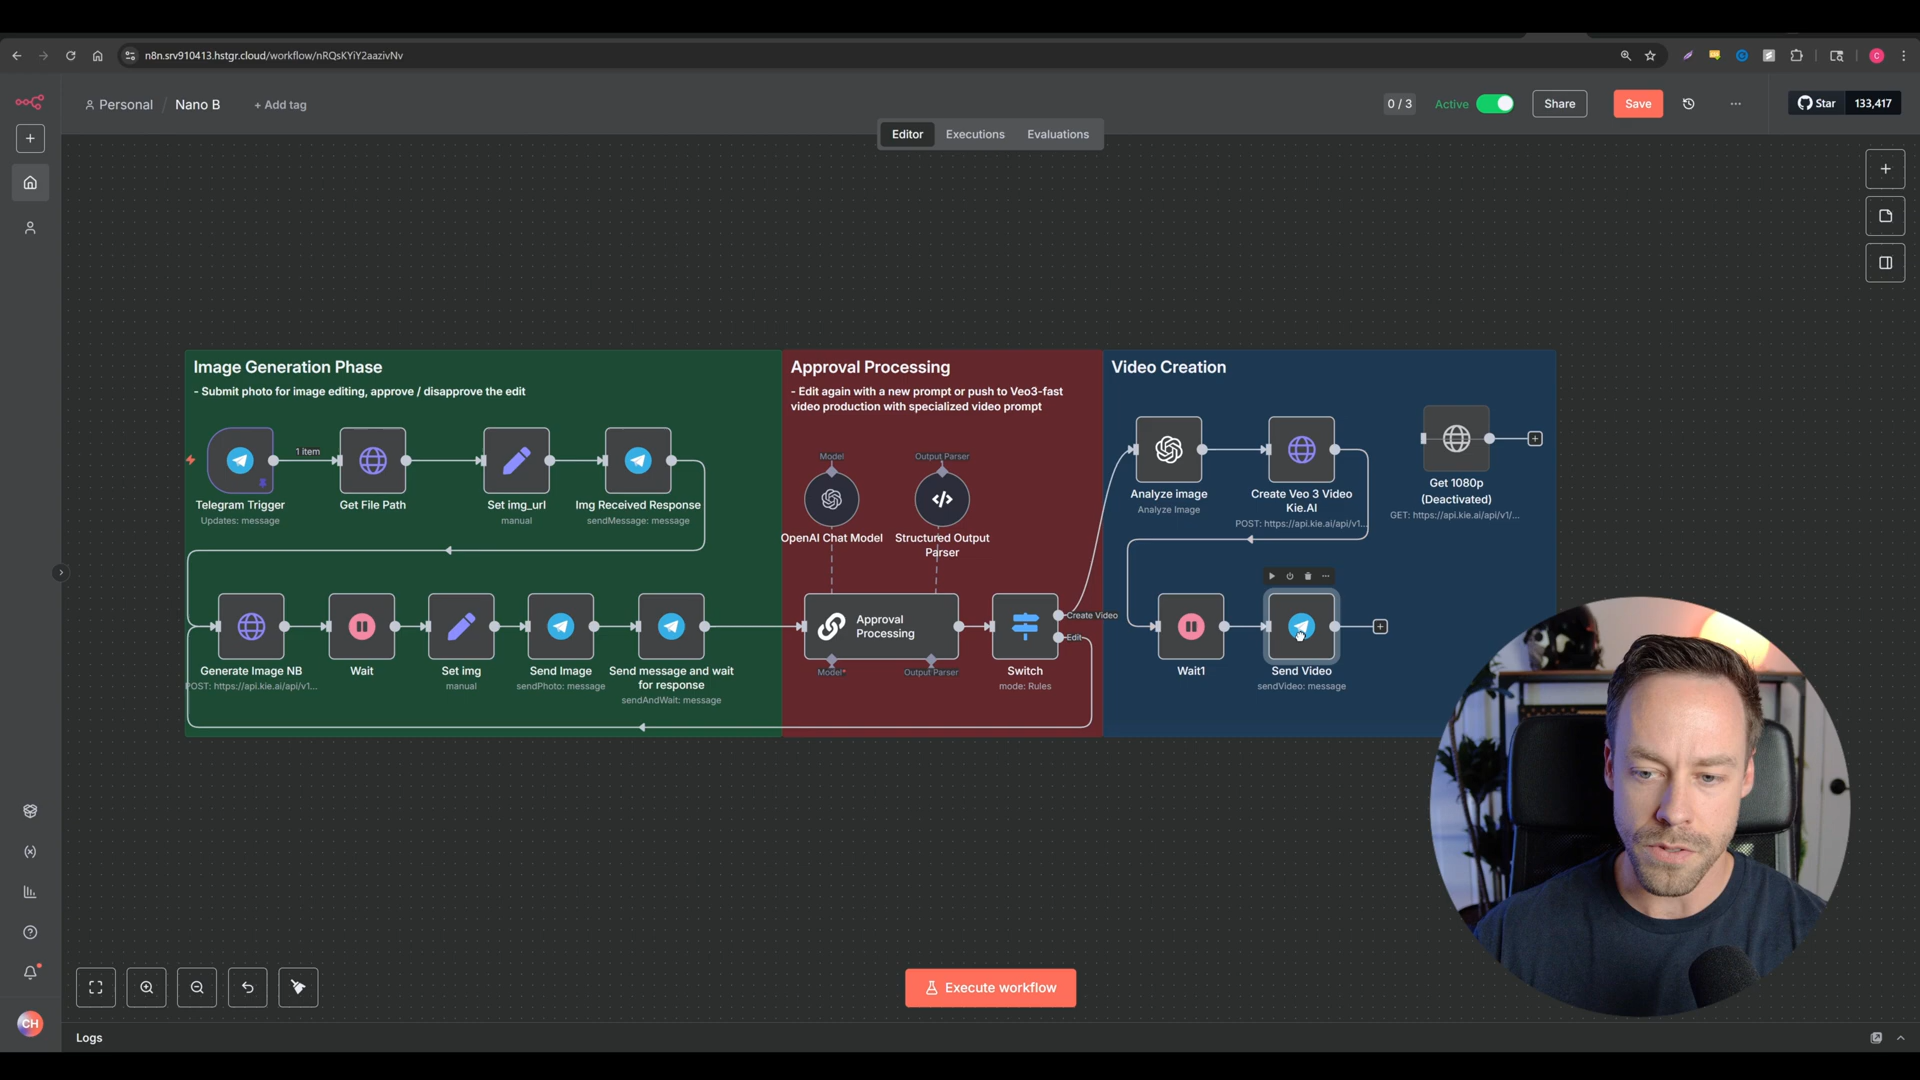 n8n.srv910413.hstgr.cloud/workflow/nRQsKYiY2aazivNv
Personal / Nano B + Add tag
0 / 3
Active
Share
Save
Star 133,417
Editor Executions Evaluations
Image Generation Phase
- Submit photo for image editing, approve / disapprove the edit
Telegram Trigger
Updates: message
1 item
Get File Path
Set img_url
manual
Img Received Response
sendMessage: message
Generate Image NB
POST: https://api.kie.ai/api/v1...
Wait
Set img
manual
Send Image
sendPhoto: message
Send message and wait
for response
sendAndWait: message
Approval Processing
- Edit again with a new prompt or push to Veo3-fast
video production with specialized video prompt
Model
OpenAI Chat Model
Output Parser
Structured Output
Parser
Approval
Processing
Model*
Output Parser
Switch
mode: Rules
Create Video
Edit
Video Creation
Analyze image
Analyze Image
Create Veo 3 Video
Kie.AI
POST: https://api.kie.ai/api/v1...
Get 1080p
(Deactivated)
GET: https://api.kie.ai/api/v1/...
Wait1
Send Video
sendVideo: message
Execute workflow
CH
Logs